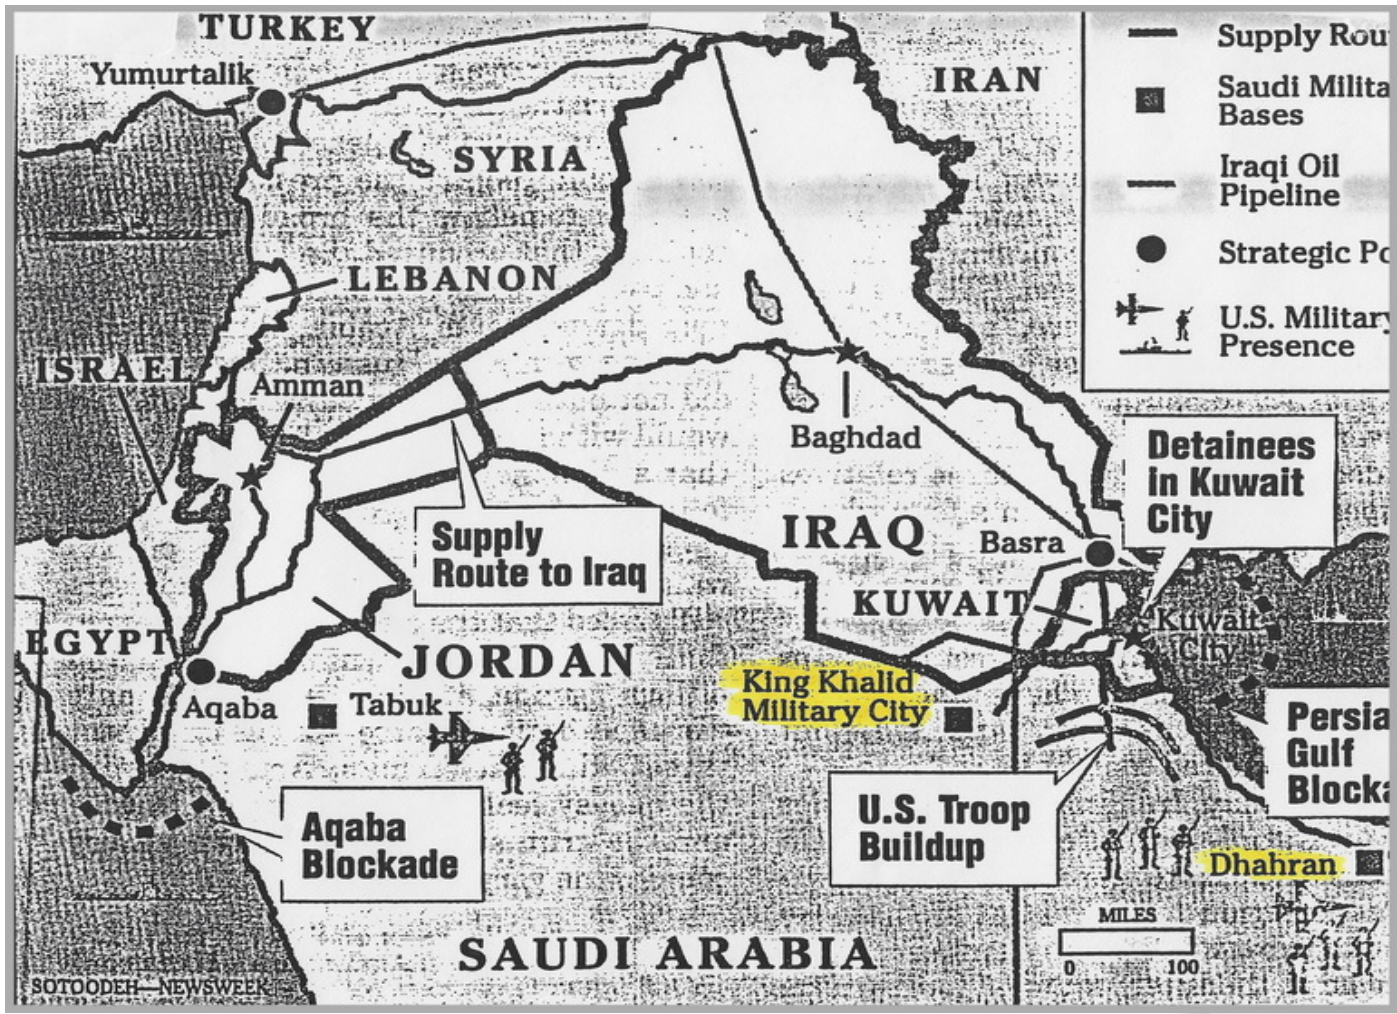 TURKEY
Yumurtalik
SYRIA
IRAN
LEBANON
ISRAEL
Amman
Baghdad
IRAQ
Basra
KUWAIT
Kuwait
City
Supply
Route to Iraq
Detainees
in Kuwait
City
EGYPT
JORDAN
Aqaba
Tabuk
King Khalid
Military City
Persia
Gulf
Block
Aqaba
Blockade
U.S. Troop
Buildup
Dhahran
SAUDI ARABIA
MILES
0 100
SOTOODEH—NEWSWEEK
Supply Rou
Saudi Milita
Bases
Iraqi Oil
Pipeline
Strategic Po
U.S. Military
Presence